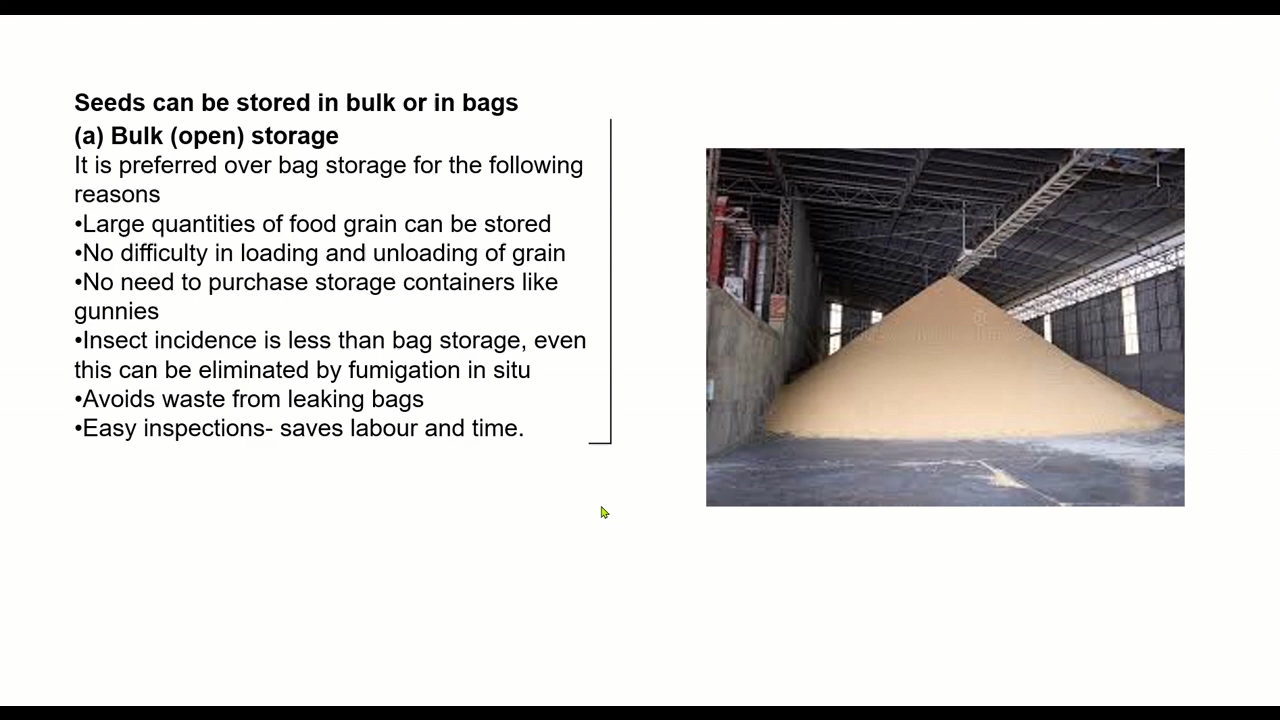 Seeds can be stored in bulk or in bags
(a) Bulk (open) storage
It is preferred over bag storage for the following
reasons
•Large quantities of food grain can be stored
•No difficulty in loading and unloading of grain
•No need to purchase storage containers like
gunnies
•Insect incidence is less than bag storage, even
this can be eliminated by fumigation in situ
•Avoids waste from leaking bags
•Easy inspections- saves labour and time.